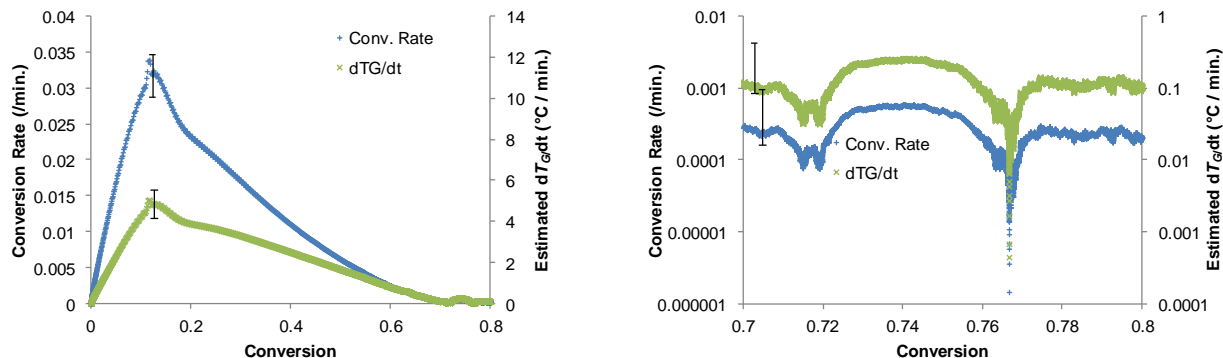 0.04
0.035
0.03
0.025
0.02
0.015
0.01
0.005
0
Conversion Rate (/min.)
14
12
10
8
6
4
2
0
Estimated dTG/dt (°C / min.)
Conv. Rate
dTG/dt
0 0.2 0.4 0.6 0.8
Conversion
0.01
0.001
0.0001
0.00001
0.000001
Conversion Rate (/min.)
1
0.1
0.01
0.001
0.0001
Estimated dTG/dt (°C / min.)
Conv. Rate
dTG/dt
0.7 0.72 0.74 0.76 0.78 0.8
Conversion